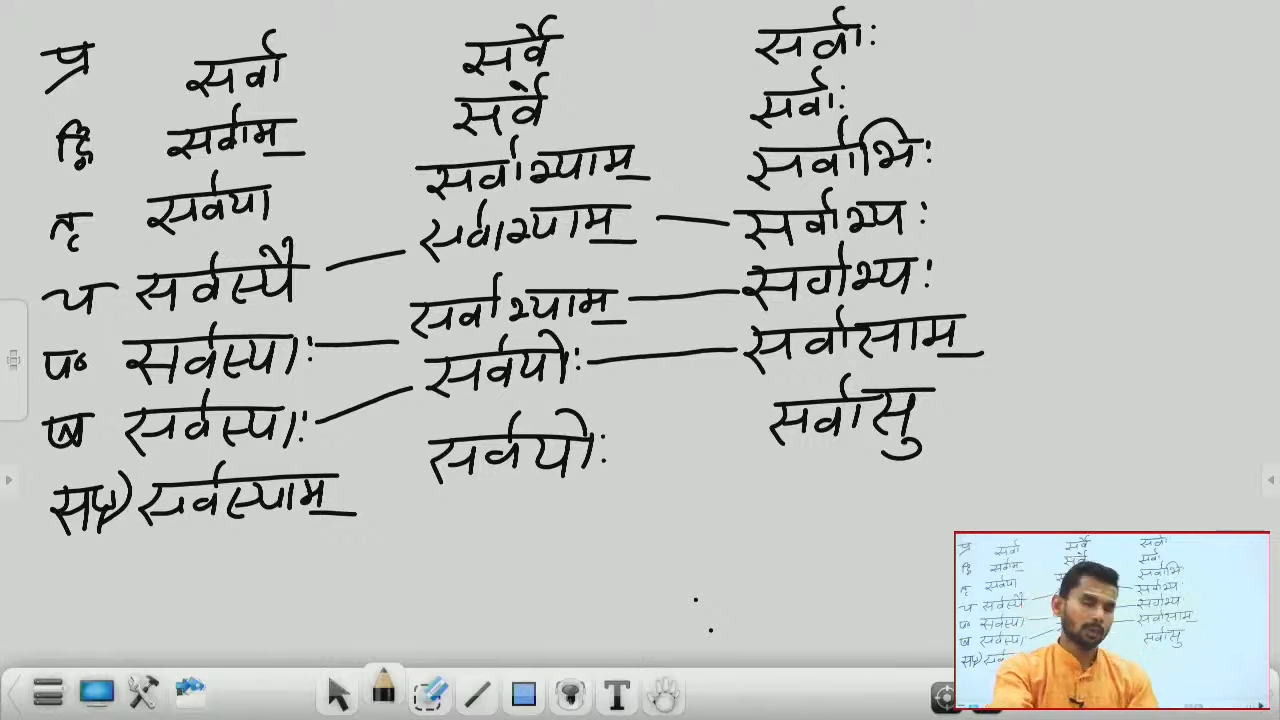 प्र सर्वा सर्वे सर्वाः
द्वि सर्वाम् सर्वे सर्वाः
तृ सर्वया सर्वाभ्याम् सर्वाभिः
च सर्वस्यै सर्वाभ्याम् सर्वाभ्यः
प० सर्वस्याः सर्वाभ्याम् सर्वाभ्यः
ष सर्वस्याः सर्वयोः सर्वासाम्
सप्त) सर्वस्याम् सर्वयोः सर्वासु